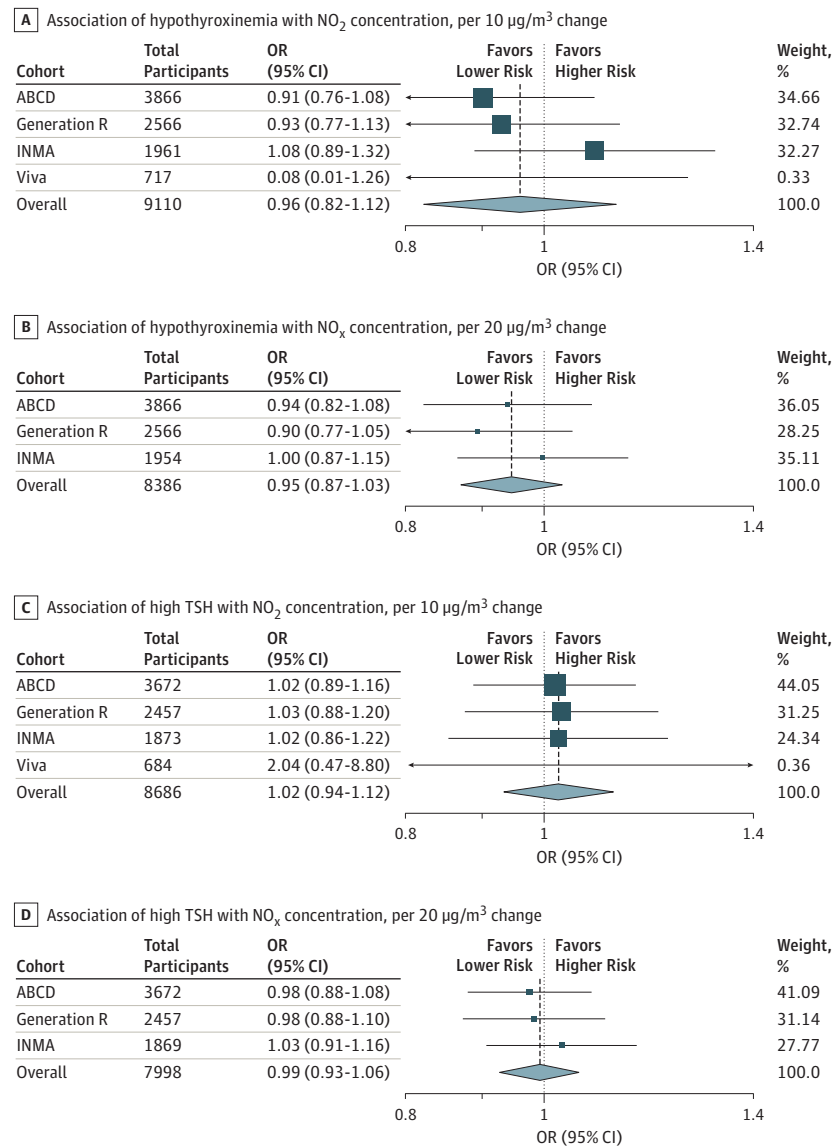 A Association of hypothyroxinemia with NO2 concentration, per 10 µg/m3 change
Cohort Total Participants OR (95% CI) Favors Lower Risk Favors Higher Risk Weight, %
ABCD 3866 0.91 (0.76-1.08) 34.66
Generation R 2566 0.93 (0.77-1.13) 32.74
INMA 1961 1.08 (0.89-1.32) 32.27
Viva 717 0.08 (0.01-1.26) 0.33
Overall 9110 0.96 (0.82-1.12) 100.0
0.8 1 1.4
OR (95% CI)
B Association of hypothyroxinemia with NOx concentration, per 20 µg/m3 change
Cohort Total Participants OR (95% CI) Favors Lower Risk Favors Higher Risk Weight, %
ABCD 3866 0.94 (0.82-1.08) 36.05
Generation R 2566 0.90 (0.77-1.05) 28.25
INMA 1954 1.00 (0.87-1.15) 35.11
Overall 8386 0.95 (0.87-1.03) 100.0
0.8 1 1.4
OR (95% CI)
C Association of high TSH with NO2 concentration, per 10 µg/m3 change
Cohort Total Participants OR (95% CI) Favors Lower Risk Favors Higher Risk Weight, %
ABCD 3672 1.02 (0.89-1.16) 44.05
Generation R 2457 1.03 (0.88-1.20) 31.25
INMA 1873 1.02 (0.86-1.22) 24.34
Viva 684 2.04 (0.47-8.80) 0.36
Overall 8686 1.02 (0.94-1.12) 100.0
0.8 1 1.4
OR (95% CI)
D Association of high TSH with NOx concentration, per 20 µg/m3 change
Cohort Total Participants OR (95% CI) Favors Lower Risk Favors Higher Risk Weight, %
ABCD 3672 0.98 (0.88-1.08) 41.09
Generation R 2457 0.98 (0.88-1.10) 31.14
INMA 1869 1.03 (0.91-1.16) 27.77
Overall 7998 0.99 (0.93-1.06) 100.0
0.8 1 1.4
OR (95% CI)